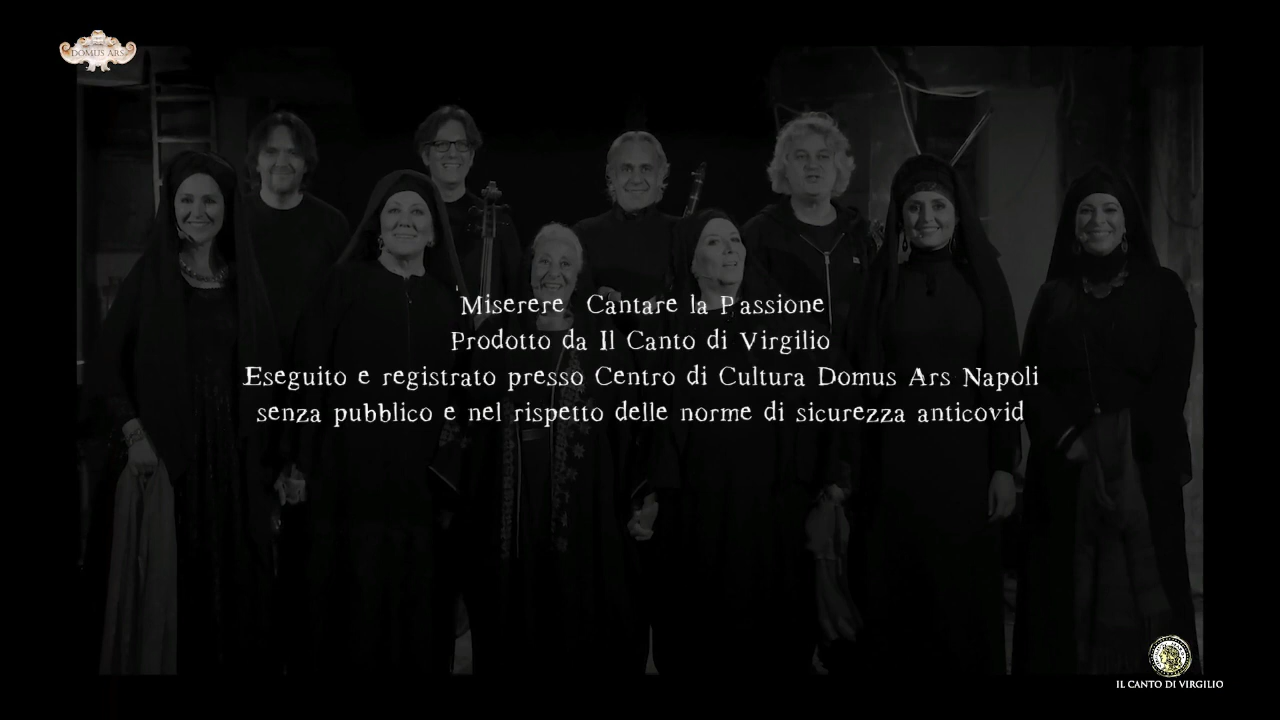 DOMUS ARS
Miserere Cantare la Passione
Prodotto da Il Canto di Virgilio
Eseguito e registrato presso Centro di Cultura Domus Ars Napoli
senza pubblico e nel rispetto delle norme di sicurezza anticovid
IL CANTO DI VIRGILIO